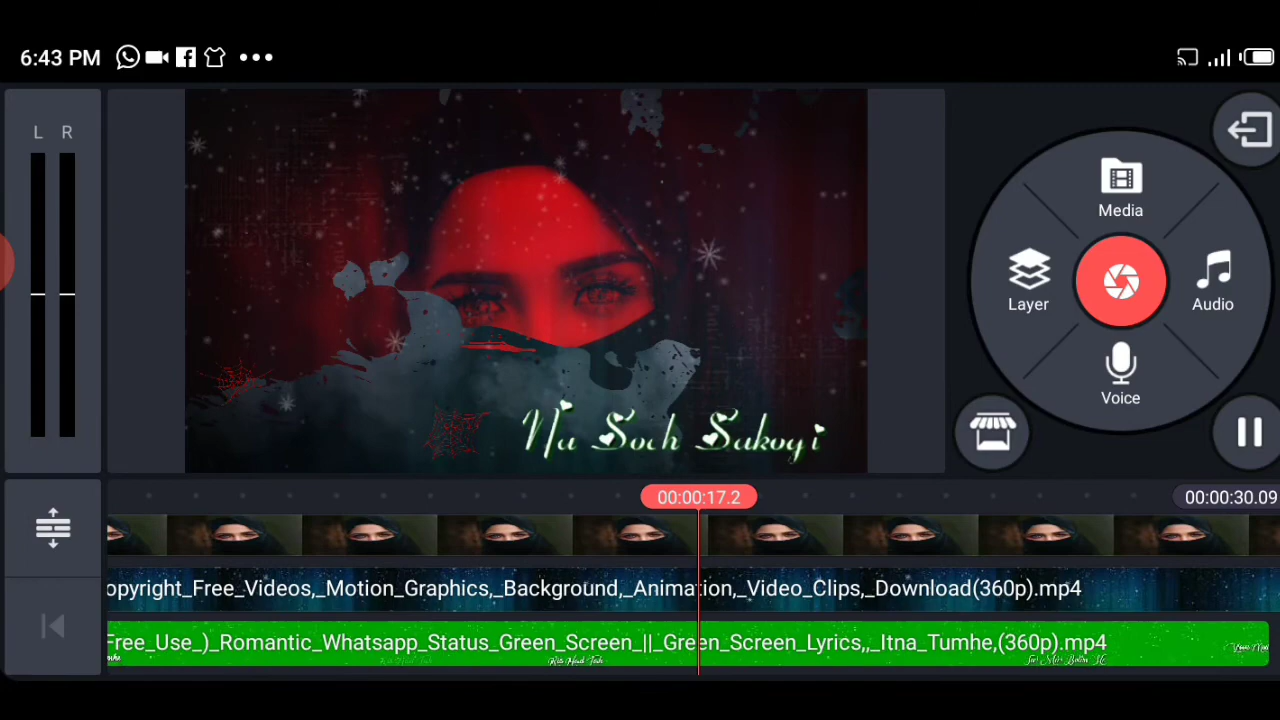 6:43 PM
L R
Media
Layer
Audio
Voice
Na Soch Sakogi
00:00:17.2
00:00:30.09
opyright_Free_Videos,_Motion_Graphics,_Background,_Animation,_Video_Clips,_Download(360p).mp4
Free_Use_)_Romantic_Whatsapp_Status_Green_Screen_||_Green_Screen_Lyrics,,_Itna_Tumhe,(360p).mp4